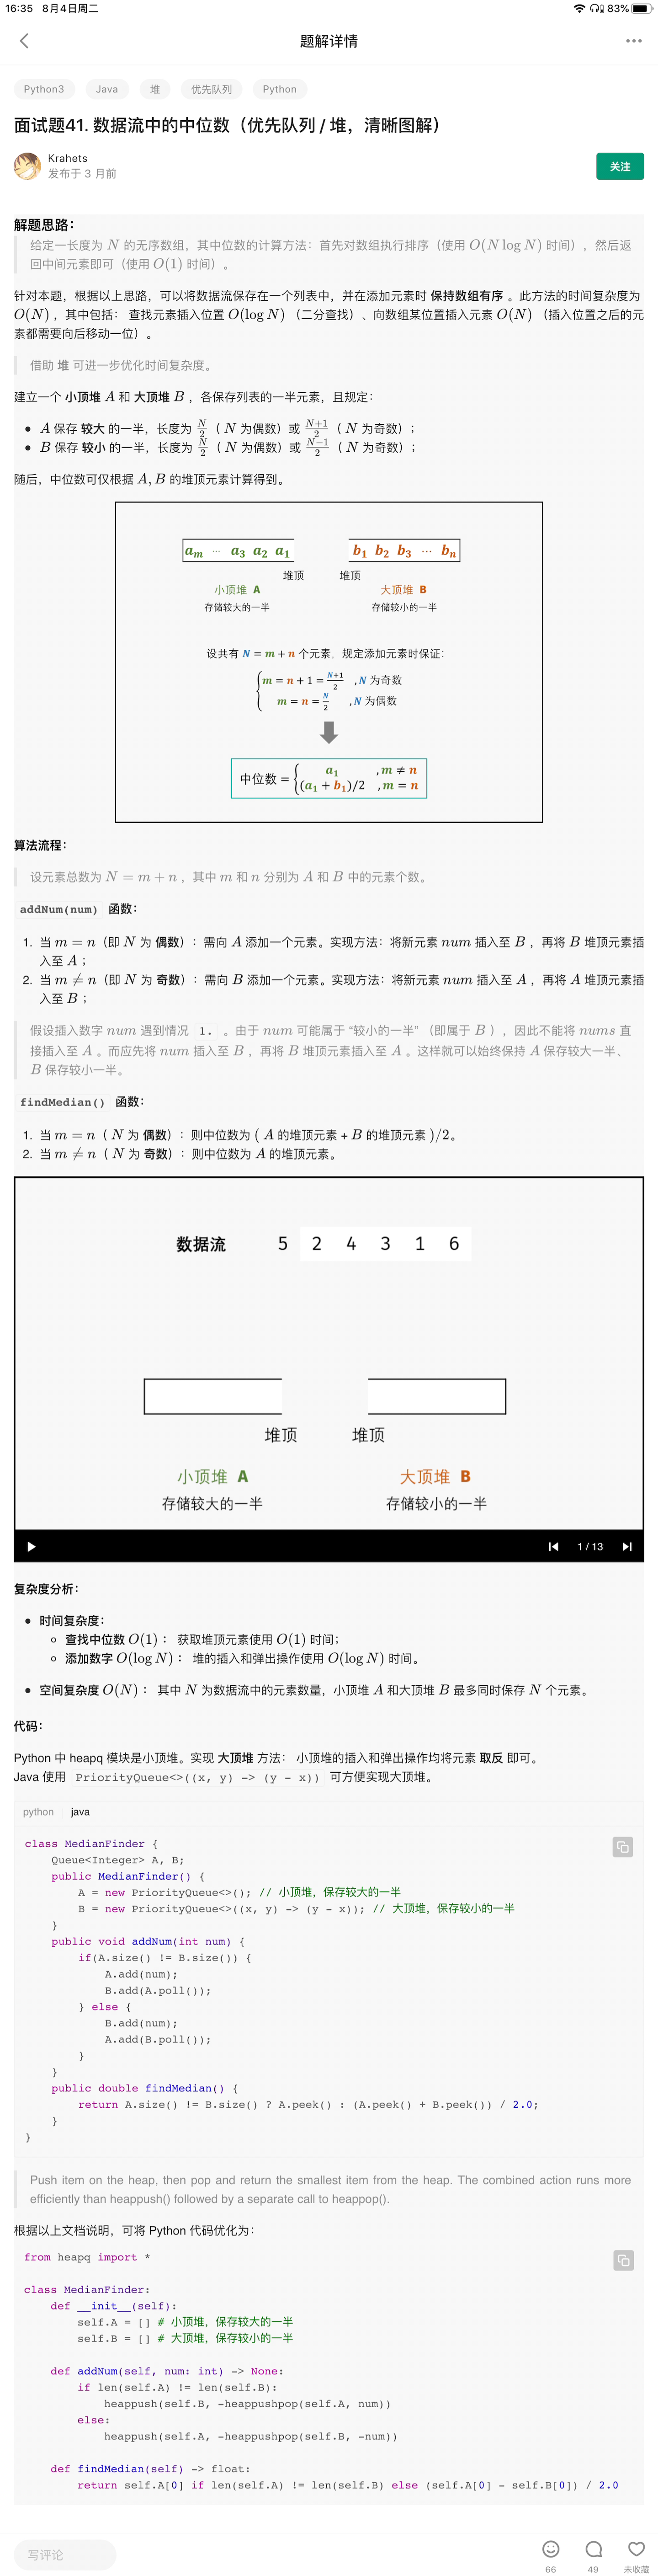 16:35 8月4日周二 83%
题解详情
Python3 Java 堆 优先队列 Python
面试题41. 数据流中的中位数（优先队列 / 堆，清晰图解）
Krahets
发布于 3 月前
关注
解题思路：
给定一长度为 N 的无序数组，其中位数的计算方法：首先对数组执行排序（使用 O(N log N) 时间），然后返
回中间元素即可（使用 O(1) 时间）。
针对本题，根据以上思路，可以将数据流保存在一个列表中，并在添加元素时 保持数组有序 。此方法的时间复杂度为
O(N) ，其中包括： 查找元素插入位置 O(log N) （二分查找）、向数组某位置插入元素 O(N) （插入位置之后的元
素都需要向后移动一位）。
借助 堆 可进一步优化时间复杂度。
建立一个 小顶堆 A 和 大顶堆 B ，各保存列表的一半元素，且规定：
• A 保存 较大 的一半，长度为 N/2 （ N 为偶数）或 (N+1)/2 （ N 为奇数）；
• B 保存 较小 的一半，长度为 N/2 （ N 为偶数）或 (N−1)/2 （ N 为奇数）；
随后，中位数可仅根据 A, B 的堆顶元素计算得到。
aₘ ··· a₃ a₂ a₁ b₁ b₂ b₃ ··· bₙ
堆顶 堆顶
小顶堆 A 大顶堆 B
存储较大的一半 存储较小的一半
设共有 N = m + n 个元素，规定添加元素时保证：
m = n + 1 = (N+1)/2 ,N 为奇数
m = n = N/2 ,N 为偶数
中位数 = { a₁ , m ≠ n
(a₁ + b₁)/2 , m = n
算法流程：
设元素总数为 N = m + n ，其中 m 和 n 分别为 A 和 B 中的元素个数。
addNum(num) 函数：
1. 当 m = n（即 N 为 偶数）：需向 A 添加一个元素。实现方法：将新元素 num 插入至 B ，再将 B 堆顶元素插
入至 A ；
2. 当 m ≠ n（即 N 为 奇数）：需向 B 添加一个元素。实现方法：将新元素 num 插入至 A ，再将 A 堆顶元素插
入至 B ；
假设插入数字 num 遇到情况 1. 。由于 num 可能属于 “较小的一半” （即属于 B ），因此不能将 nums 直
接插入至 A 。而应先将 num 插入至 B ，再将 B 堆顶元素插入至 A 。这样就可以始终保持 A 保存较大一半、
B 保存较小一半。
findMedian() 函数：
1. 当 m = n（ N 为 偶数）：则中位数为 ( A 的堆顶元素 + B 的堆顶元素 )/2。
2. 当 m ≠ n（ N 为 奇数）：则中位数为 A 的堆顶元素。
数据流 5 2 4 3 1 6
堆顶 堆顶
小顶堆 A 大顶堆 B
存储较大的一半 存储较小的一半
1 / 13
复杂度分析：
• 时间复杂度：
◦ 查找中位数 O(1) ： 获取堆顶元素使用 O(1) 时间；
◦ 添加数字 O(log N) ： 堆的插入和弹出操作使用 O(log N) 时间。
• 空间复杂度 O(N) ： 其中 N 为数据流中的元素数量，小顶堆 A 和大顶堆 B 最多同时保存 N 个元素。
代码：
Python 中 heapq 模块是小顶堆。实现 大顶堆 方法： 小顶堆的插入和弹出操作均将元素 取反 即可。
Java 使用 PriorityQueue<>((x, y) -> (y - x)) 可方便实现大顶堆。
python java
class MedianFinder {
Queue<Integer> A, B;
public MedianFinder() {
A = new PriorityQueue<>(); // 小顶堆，保存较大的一半
B = new PriorityQueue<>((x, y) -> (y - x)); // 大顶堆，保存较小的一半
}
public void addNum(int num) {
if(A.size() != B.size()) {
A.add(num);
B.add(A.poll());
} else {
B.add(num);
A.add(B.poll());
}
}
public double findMedian() {
return A.size() != B.size() ? A.peek() : (A.peek() + B.peek()) / 2.0;
}
}
Push item on the heap, then pop and return the smallest item from the heap. The combined action runs more
efficiently than heappush() followed by a separate call to heappop().
根据以上文档说明，可将 Python 代码优化为：
from heapq import *
class MedianFinder:
def __init__(self):
self.A = [] # 小顶堆，保存较大的一半
self.B = [] # 大顶堆，保存较小的一半
def addNum(self, num: int) -> None:
if len(self.A) != len(self.B):
heappush(self.B, -heappushpop(self.A, num))
else:
heappush(self.A, -heappushpop(self.B, -num))
def findMedian(self) -> float:
return self.A[0] if len(self.A) != len(self.B) else (self.A[0] - self.B[0]) / 2.0
写评论
66 49 未收藏